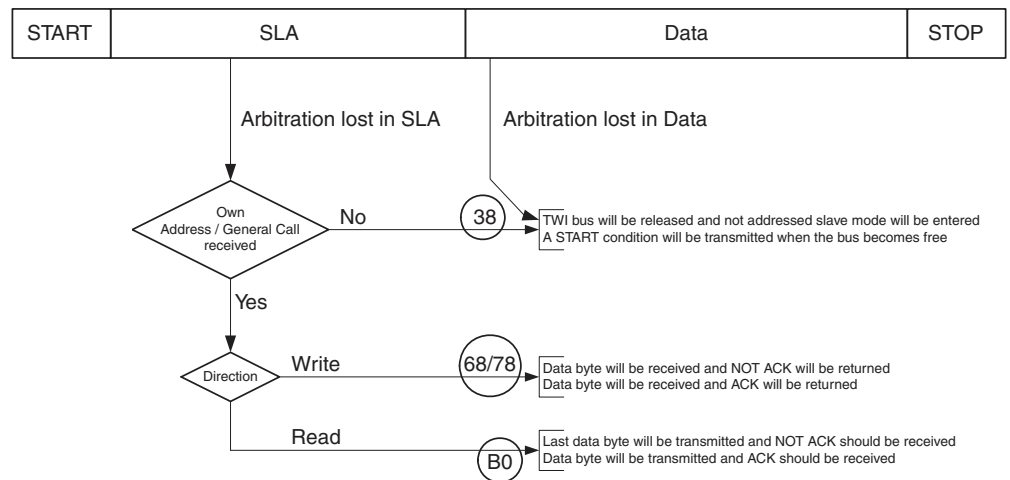 START SLA Data STOP
Arbitration lost in SLA Arbitration lost in Data
Own
Address / General Call
received
No
38
TWI bus will be released and not addressed slave mode will be entered
A START condition will be transmitted when the bus becomes free
Yes
Direction
Write
68/78
Data byte will be received and NOT ACK will be returned
Data byte will be received and ACK will be returned
Read
B0
Last data byte will be transmitted and NOT ACK should be received
Data byte will be transmitted and ACK should be received